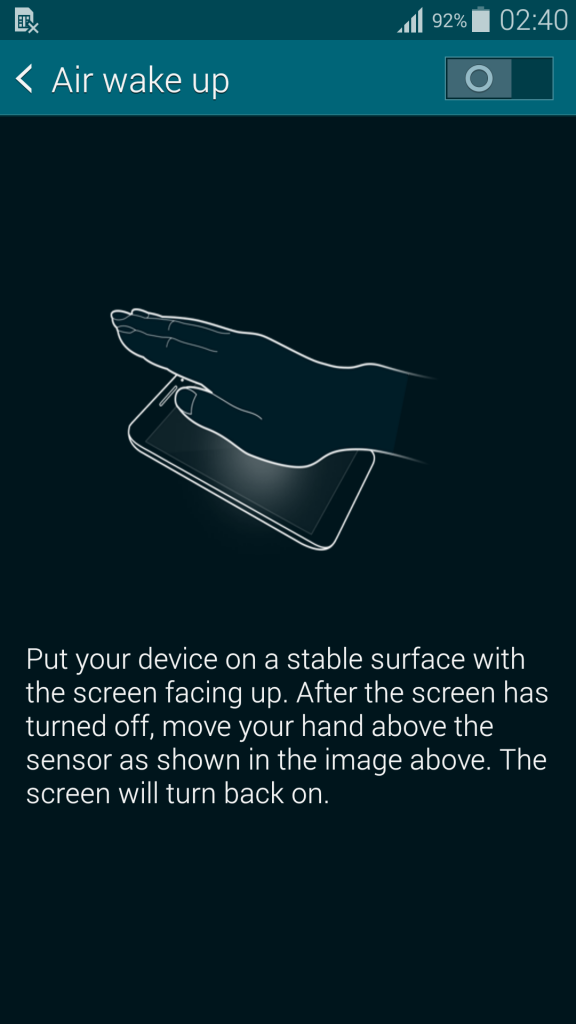 92% 02:40
Air wake up
Put your device on a stable surface with
the screen facing up. After the screen has
turned off, move your hand above the
sensor as shown in the image above. The
screen will turn back on.